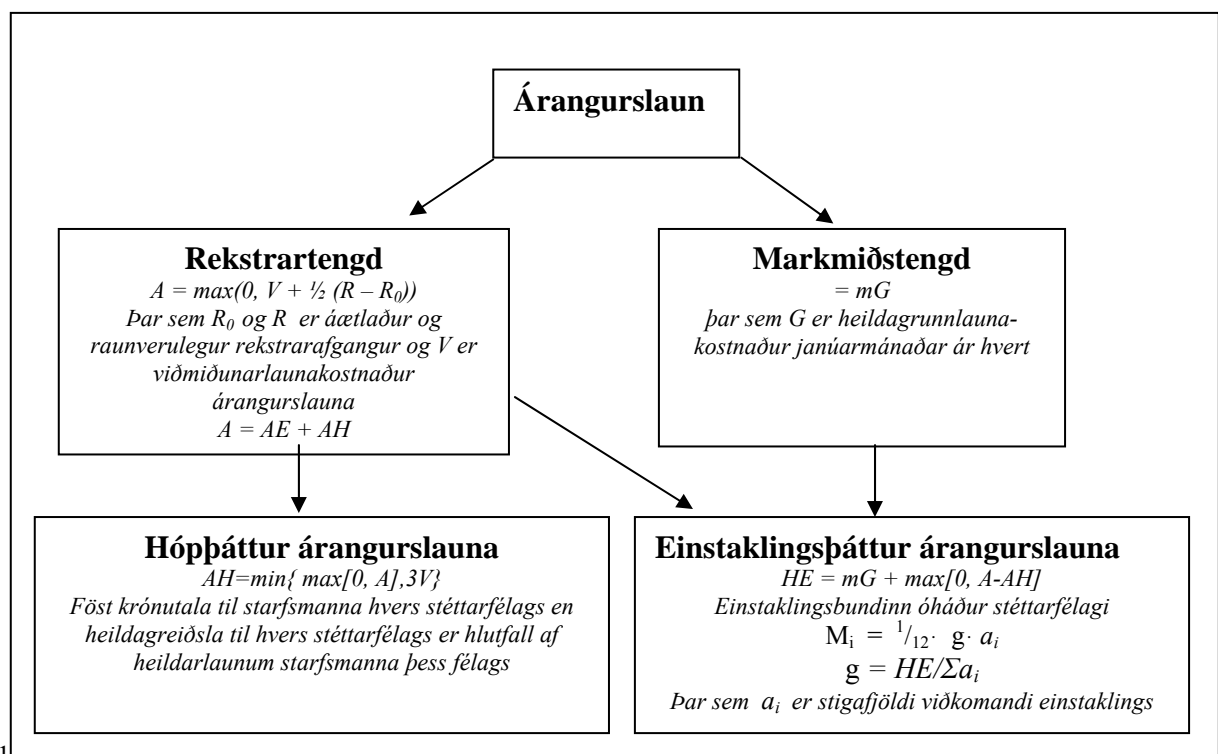 Árangurslaun
Rekstrartengd
A = max(0, V + ½ (R – R₀))
Þar sem R₀ og R er áætlaður og
raunverulegur rekstrarafgangur og V er
viðmiðunarlaunakostnaður
árangurslauna
A = AE + AH
Markmiðstengd
= mG
þar sem G er heildagrunnlauna-
kostnaður janúarmánaðar ár hvert
Hópþáttur árangurslauna
AH=min{ max[0, A],3V}
Föst krónutala til starfsmanna hvers stéttarfélags en
heildagreiðsla til hvers stéttarfélags er hlutfall af
heildarlaunum starfsmanna þess félags
Einstaklingsþáttur árangurslauna
HE = mG + max[0, A-AH]
Einstaklingsbundinn óháður stéttarfélagi
Mᵢ = ¹/₁₂· g· aᵢ
g = HE/Σaᵢ
Þar sem aᵢ er stigafjöldi viðkomandi einstaklings
1